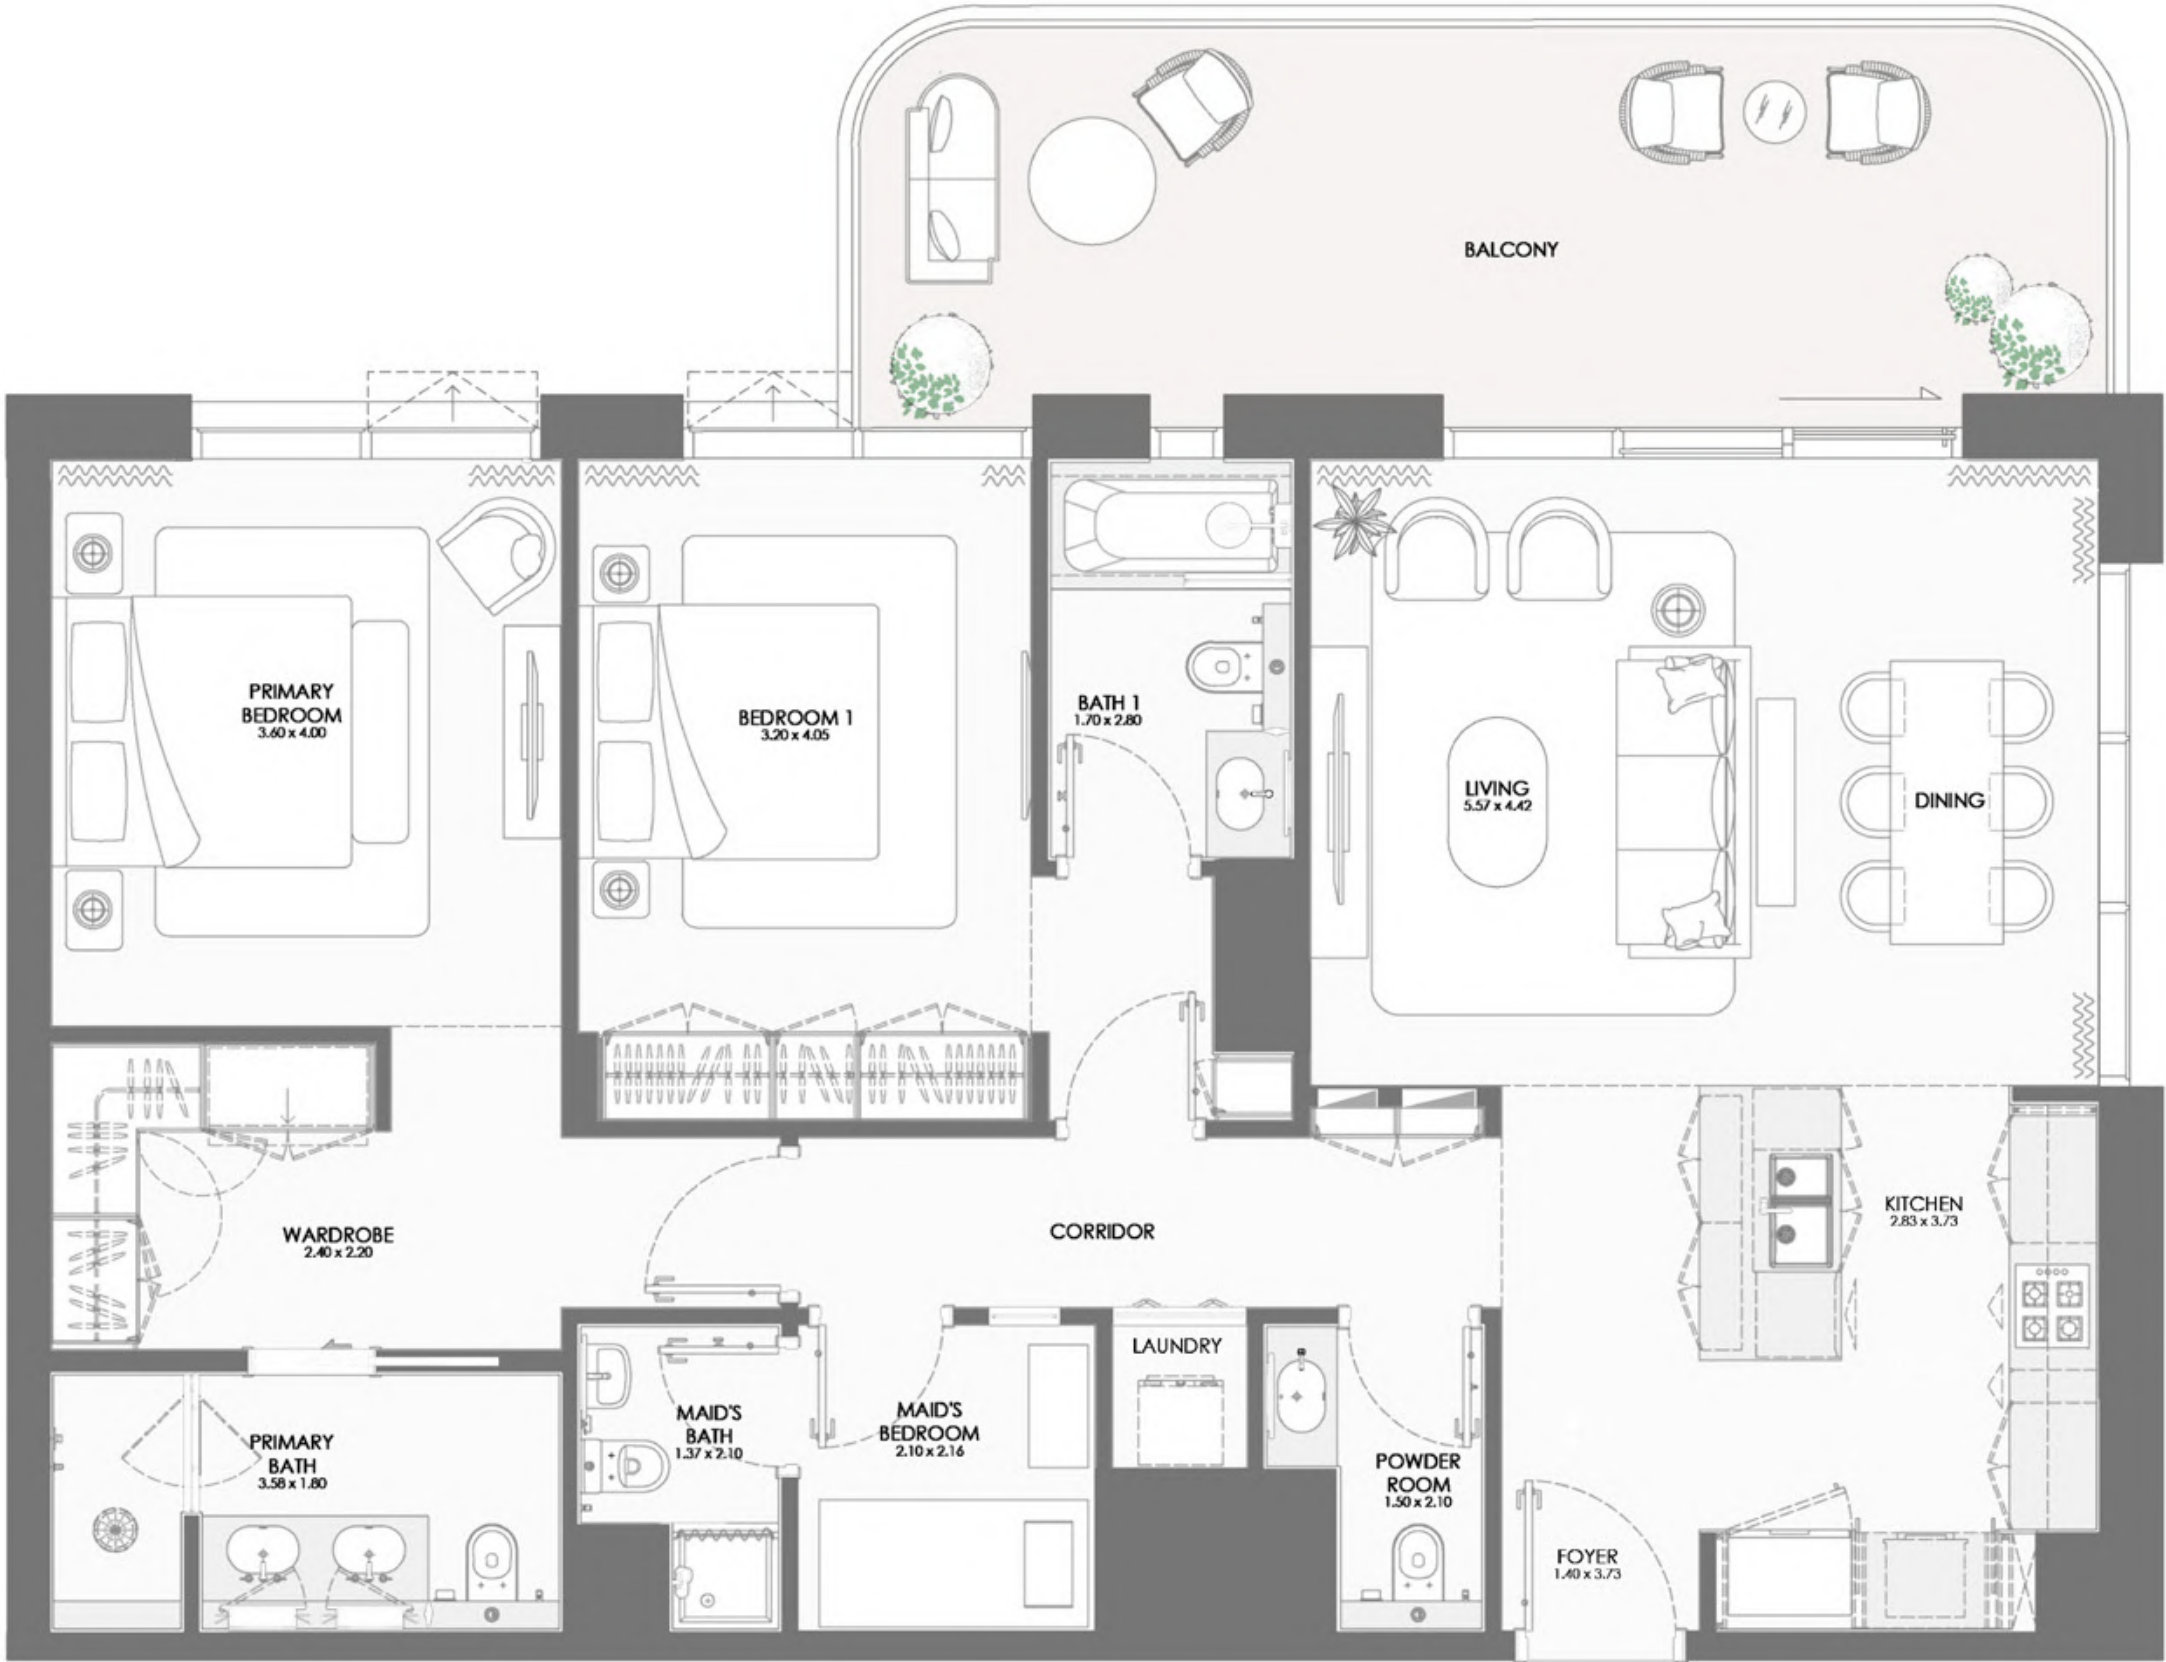 BALCONY
PRIMARY
BEDROOM
3.60 x 4.00
BEDROOM 1
3.20 x 4.05
BATH 1
1.70 x 2.80
LIVING
5.57 x 4.42
DINING
WARDROBE
2.40 x 2.20
CORRIDOR
KITCHEN
2.83 x 3.73
LAUNDRY
PRIMARY
BATH
3.58 x 1.80
MAID'S
BATH
1.37 x 2.10
MAID'S
BEDROOM
2.10 x 2.16
POWDER
ROOM
1.50 x 2.10
FOYER
1.40 x 3.73